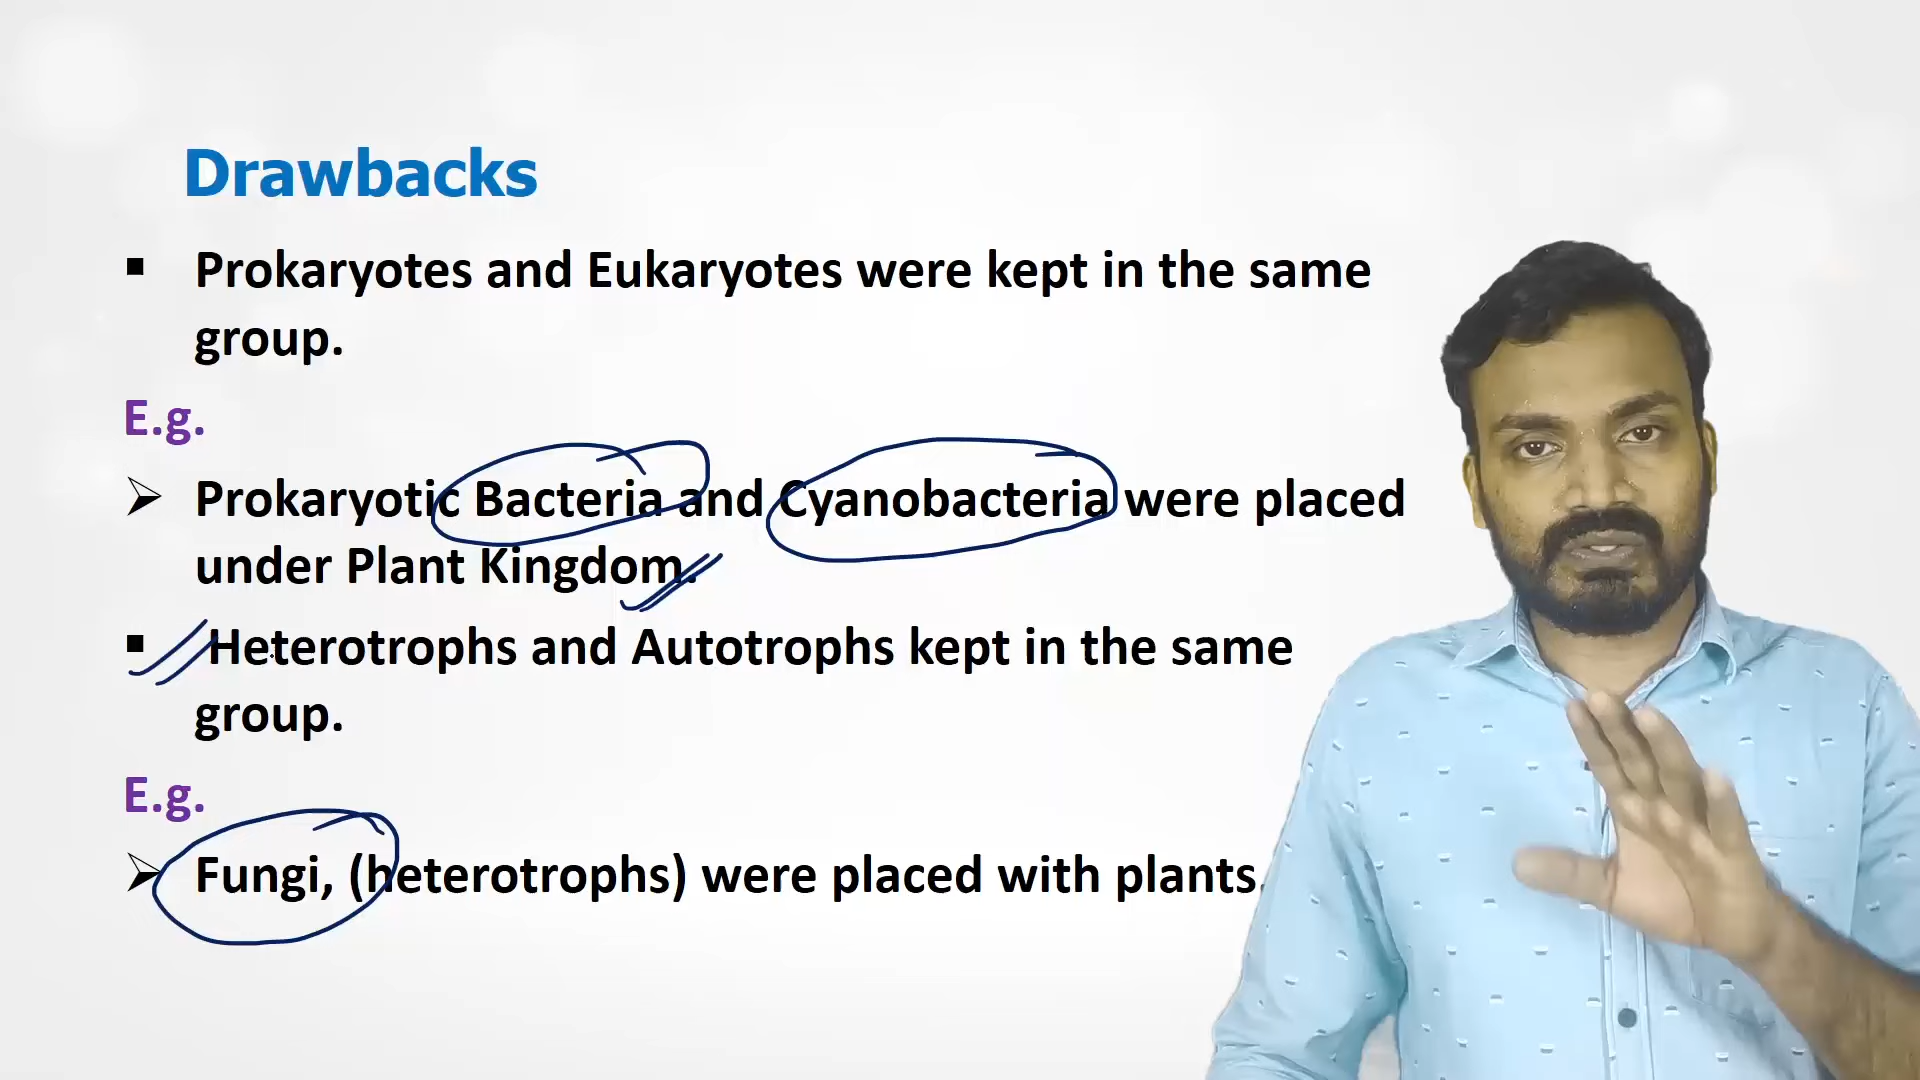 Drawbacks
▪ Prokaryotes and Eukaryotes were kept in the same
group.
E.g.
➢ Prokaryotic Bacteria and Cyanobacteria were placed
under Plant Kingdom.
▪ Heterotrophs and Autotrophs kept in the same
group.
E.g.
➢ Fungi, (heterotrophs) were placed with plants.